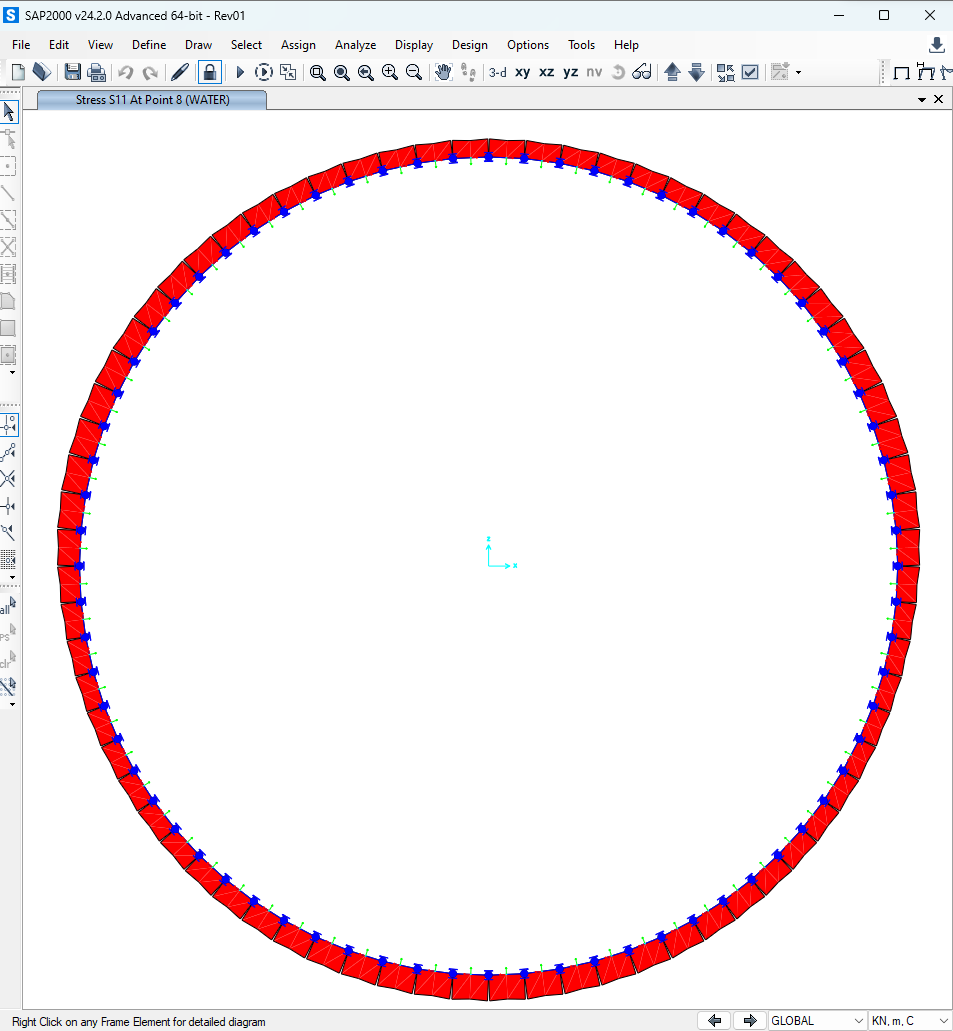 SAP2000 v24.2.0 Advanced 64-bit - Rev01
File Edit View Define Draw Select Assign Analyze Display Design Options Tools Help
3-d xy xz yz nv
Stress S11 At Point 8 (WATER)
z
x
all
ps
clr
Right Click on any Frame Element for detailed diagram
GLOBAL
KN, m, C